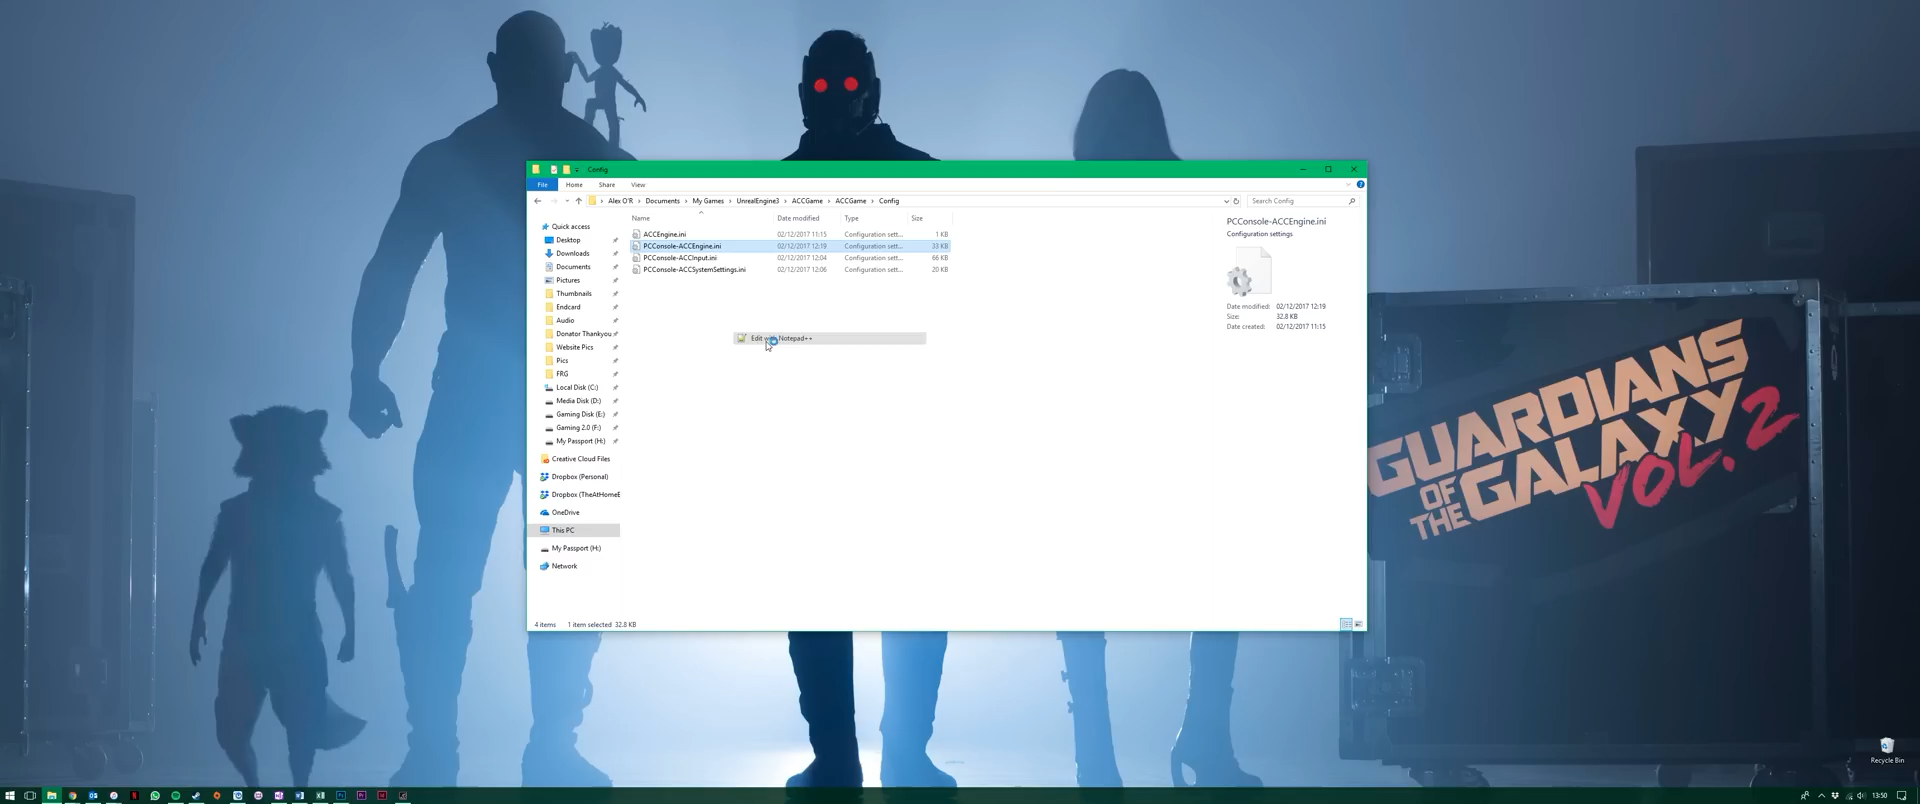 Config
File Home Share View
Alex O'R > Documents > My Games > UnrealEngine3 > ACCGame > ACCGame > Config
Search Config
Name Date modified Type Size
ACCEngine.ini 02/12/2017 11:15 Configuration sett... 1 KB
PCConsole-ACCEngine.ini 02/12/2017 12:19 Configuration sett... 33 KB
PCConsole-ACCInput.ini 02/12/2017 12:04 Configuration sett... 66 KB
PCConsole-ACCSystemSettings.ini 02/12/2017 12:06 Configuration sett... 20 KB
Quick access
Desktop
Downloads
Documents
Pictures
Thumbnails
Endcard
Audio
Donator Thankyou
Website Pics
Pics
FRG
Local Disk (C:)
Media Disk (D:)
Gaming Disk (E:)
Gaming 2.0 (F:)
My Passport (H:)
Creative Cloud Files
Dropbox (Personal)
Dropbox (TheAtHomeE
OneDrive
This PC
My Passport (H:)
Network
Edit with Notepad++
PCConsole-ACCEngine.ini
Configuration settings
Date modified: 02/12/2017 12:19
Size: 32.8 KB
Date created: 02/12/2017 11:15
4 items 1 item selected 32.8 KB
GUARDIANS
OF THE GALAXY
VOL. 2
Recycle Bin
13:50